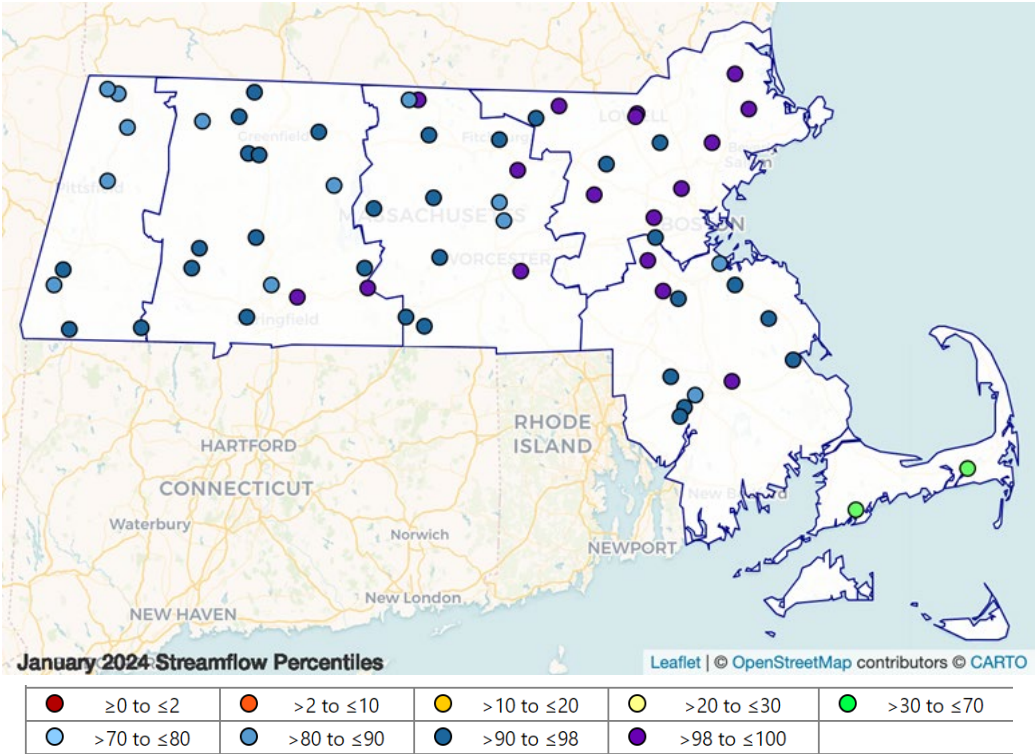 LOWELL
Greenfield
Fitchburg
Salem
Pittsfield
MASSACHUSETTS
BOSTON
WORCESTER
Springfield
RHODE
ISLAND
HARTFORD
CONNECTICUT
New Bedford
Waterbury
Norwich
NEWPORT
New London
NEW HAVEN
January 2024 Streamflow Percentiles
Leaflet | © OpenStreetMap contributors © CARTO
≥0 to ≤2 >2 to ≤10 >10 to ≤20 >20 to ≤30 >30 to ≤70
>70 to ≤80 >80 to ≤90 >90 to ≤98 >98 to ≤100